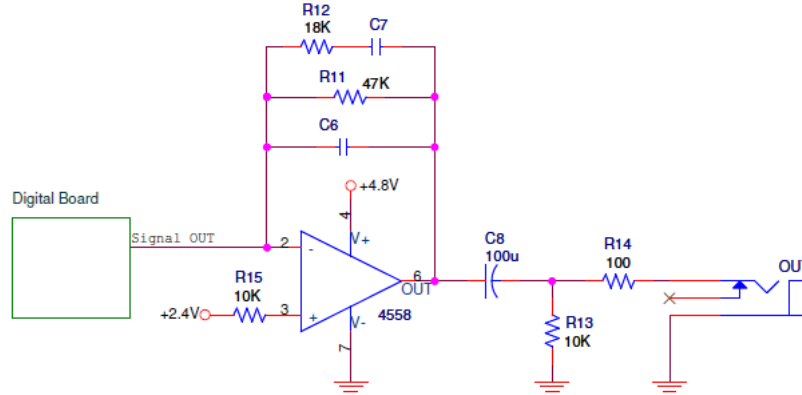 R12
18K
C7
R11
47K
C6
Digital Board
+4.8V
4
Signal OUT
2
-
V+
C8
100u
R14
100
OUT
6
OUT
R15
10K
+2.4V
3
+
V-
4558
7
R13
10K